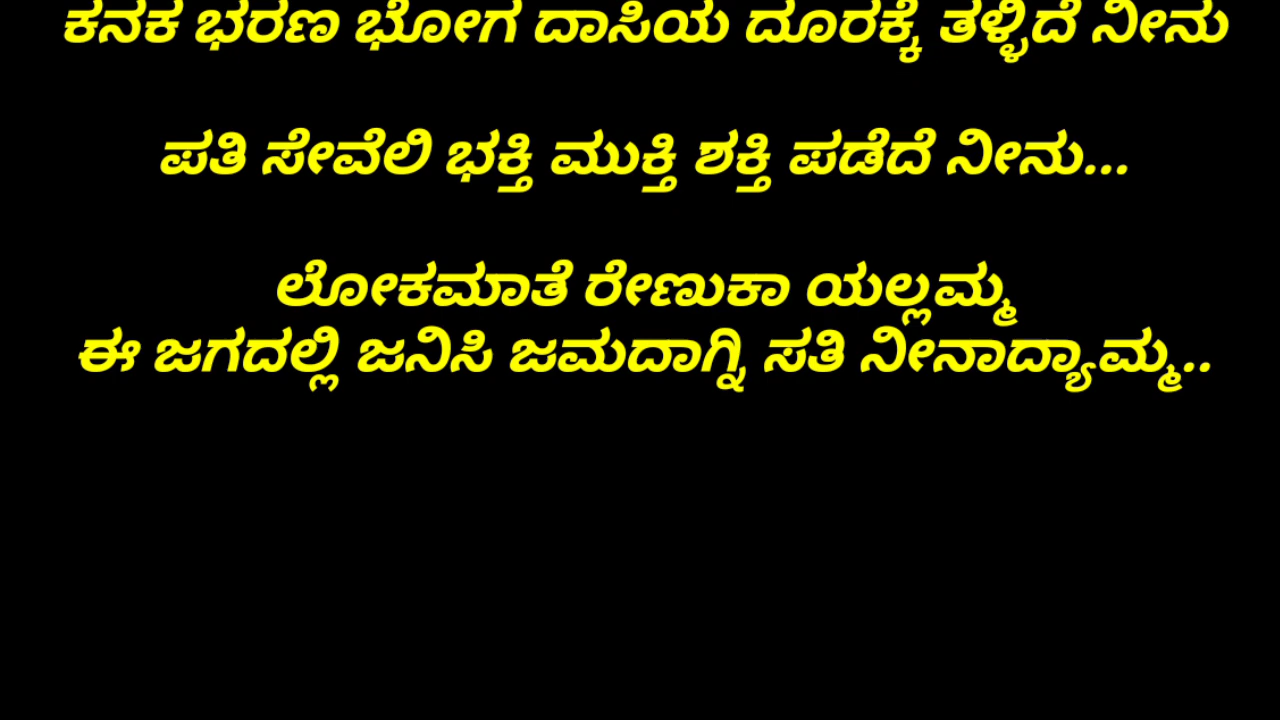 ಕನಕ ಭರಣ ಭೋಗ ದಾಸಿಯ ದೂರಕ್ಕೆ ತಳ್ಳಿದೆ ನೀನು
ಪತಿ ಸೇವೆಲಿ ಭಕ್ತಿ ಮುಕ್ತಿ ಶಕ್ತಿ ಪಡೆದೆ ನೀನು...
ಲೋಕಮಾತೆ ರೇಣುಕಾ ಯಲ್ಲಮ್ಮ
ಈ ಜಗದಲ್ಲಿ ಜನಿಸಿ ಜಮದಾಗ್ನಿ ಸತಿ ನೀನಾದ್ಯಾಮ್ಮ..